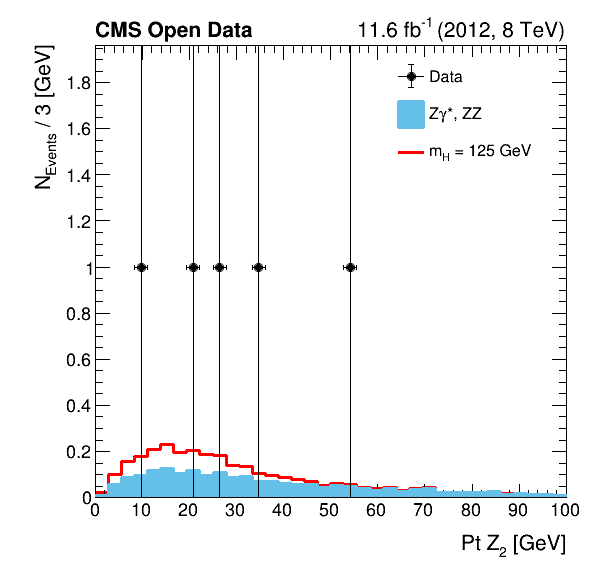 CMS Open Data 11.6 fb⁻¹ (2012, 8 TeV)
N_Events / 3 [GeV]
Data
Zγ*, ZZ
m_H = 125 GeV
1.8
1.6
1.4
1.2
1
0.8
0.6
0.4
0.2
0
0 10 20 30 40 50 60 70 80 90 100
Pt Z₂ [GeV]